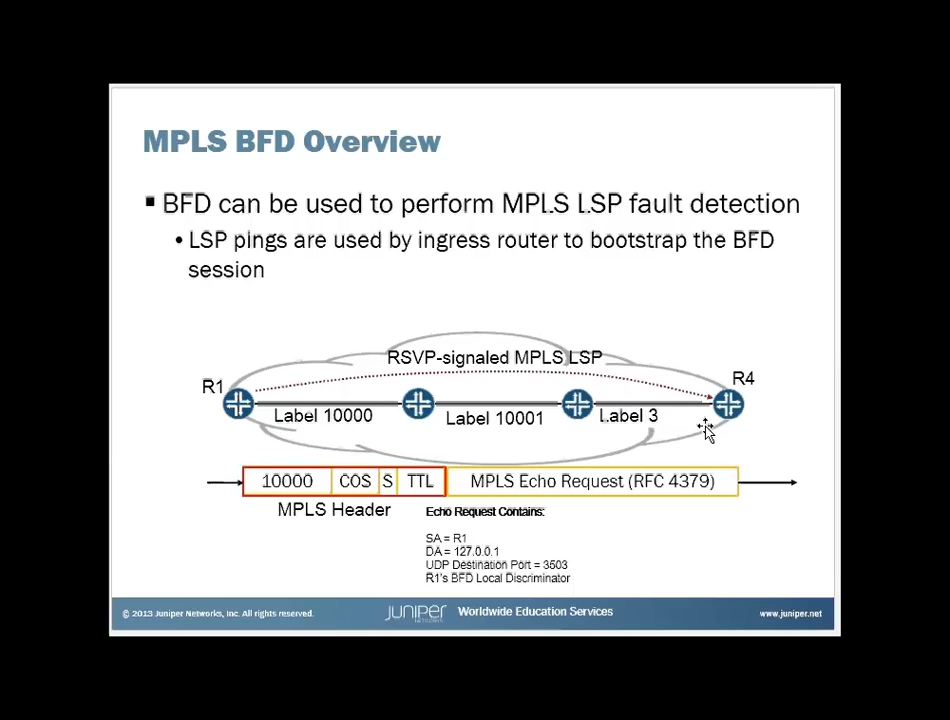 MPLS BFD Overview
▪ BFD can be used to perform MPLS LSP fault detection
• LSP pings are used by ingress router to bootstrap the BFD
session
RSVP-signaled MPLS LSP
R1
R4
Label 10000
Label 10001
Label 3
10000 COS S TTL MPLS Echo Request (RFC 4379)
MPLS Header
Echo Request Contains:
SA = R1
DA = 127.0.0.1
UDP Destination Port = 3503
R1's BFD Local Discriminator
© 2013 Juniper Networks, Inc. All rights reserved.
JUNIPER
NETWORKS
Worldwide Education Services
www.juniper.net